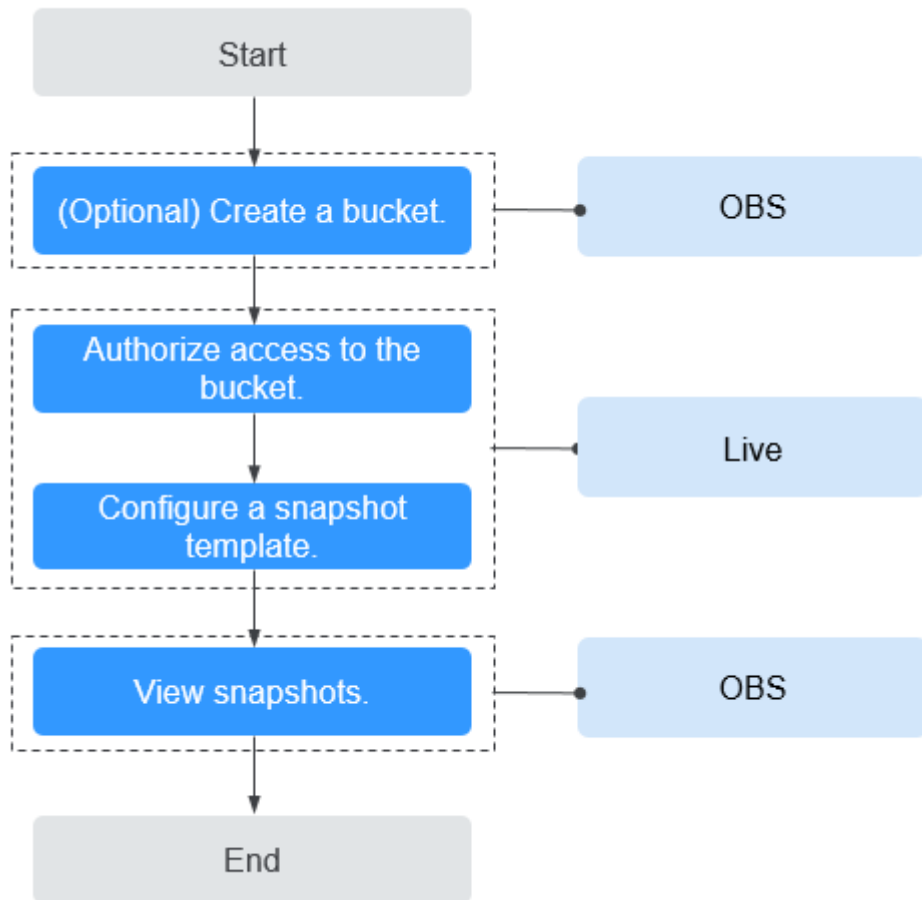 Start
(Optional) Create a bucket.
OBS
Authorize access to the
bucket.
Live
Configure a snapshot
template.
View snapshots.
OBS
End